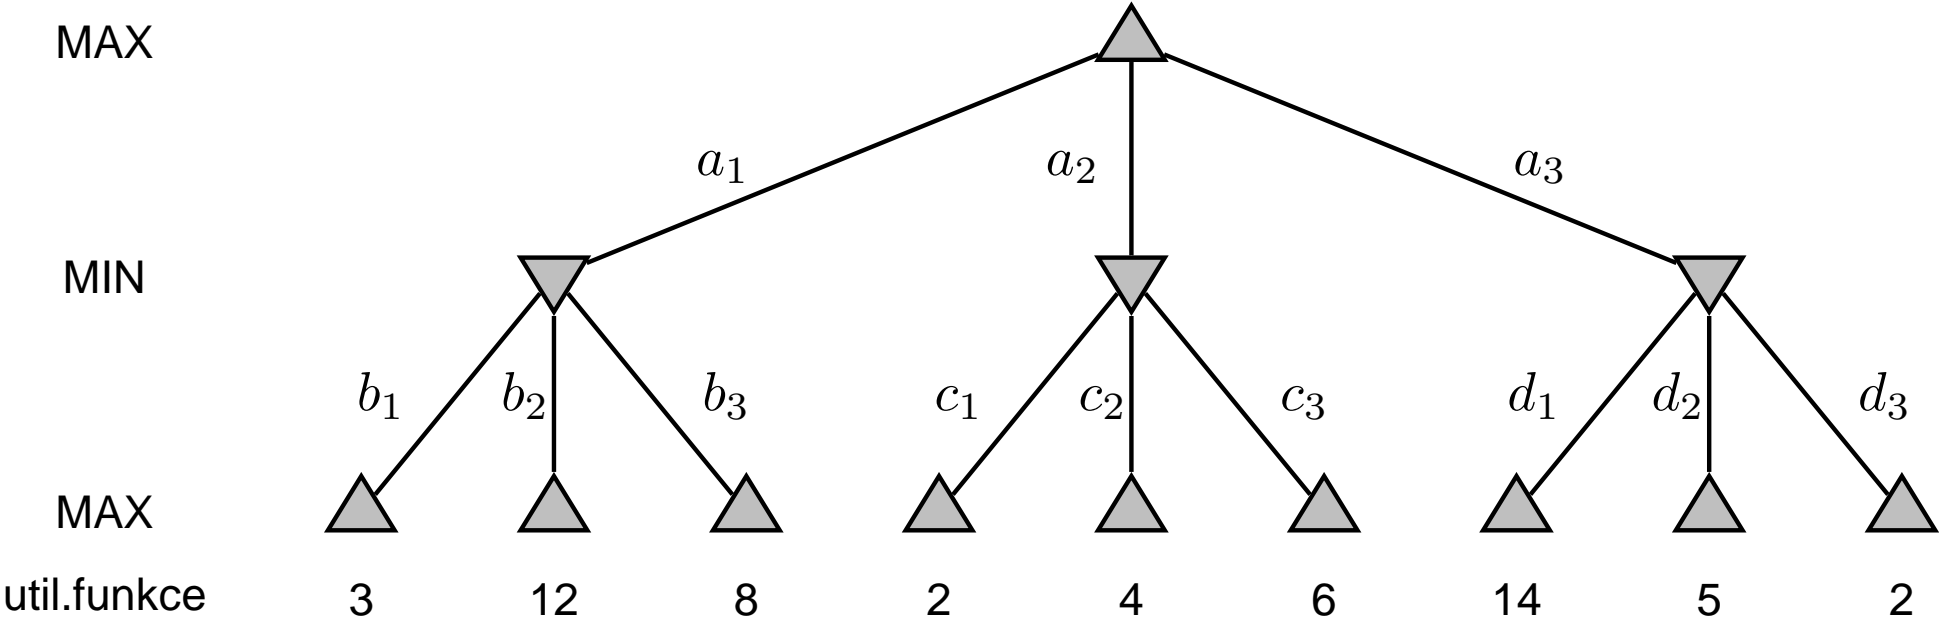 MAX
a1 a2 a3
MIN
b1 b2 b3 c1 c2 c3 d1 d2 d3
MAX
util.funkce 3 12 8 2 4 6 14 5 2